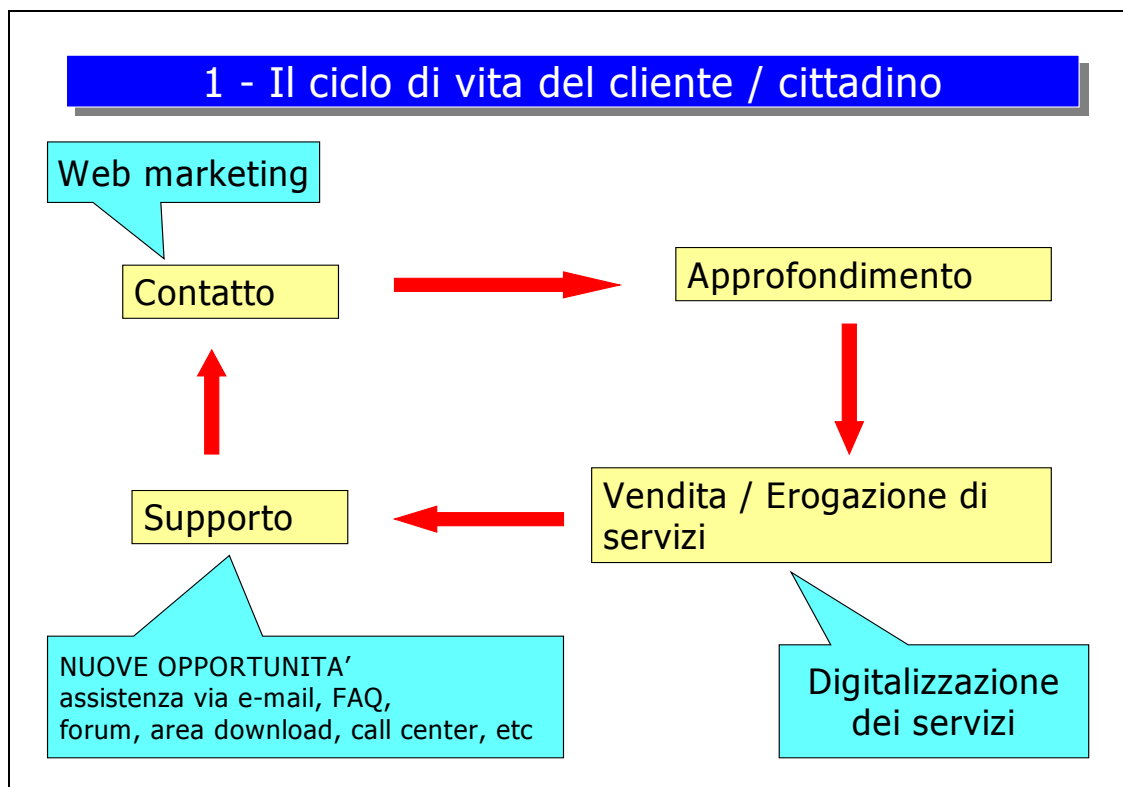 1 - Il ciclo di vita del cliente / cittadino
Web marketing
Contatto
Approfondimento
Supporto
Vendita / Erogazione di
servizi
NUOVE OPPORTUNITA’
assistenza via e-mail, FAQ,
forum, area download, call center, etc
Digitalizzazione
dei servizi